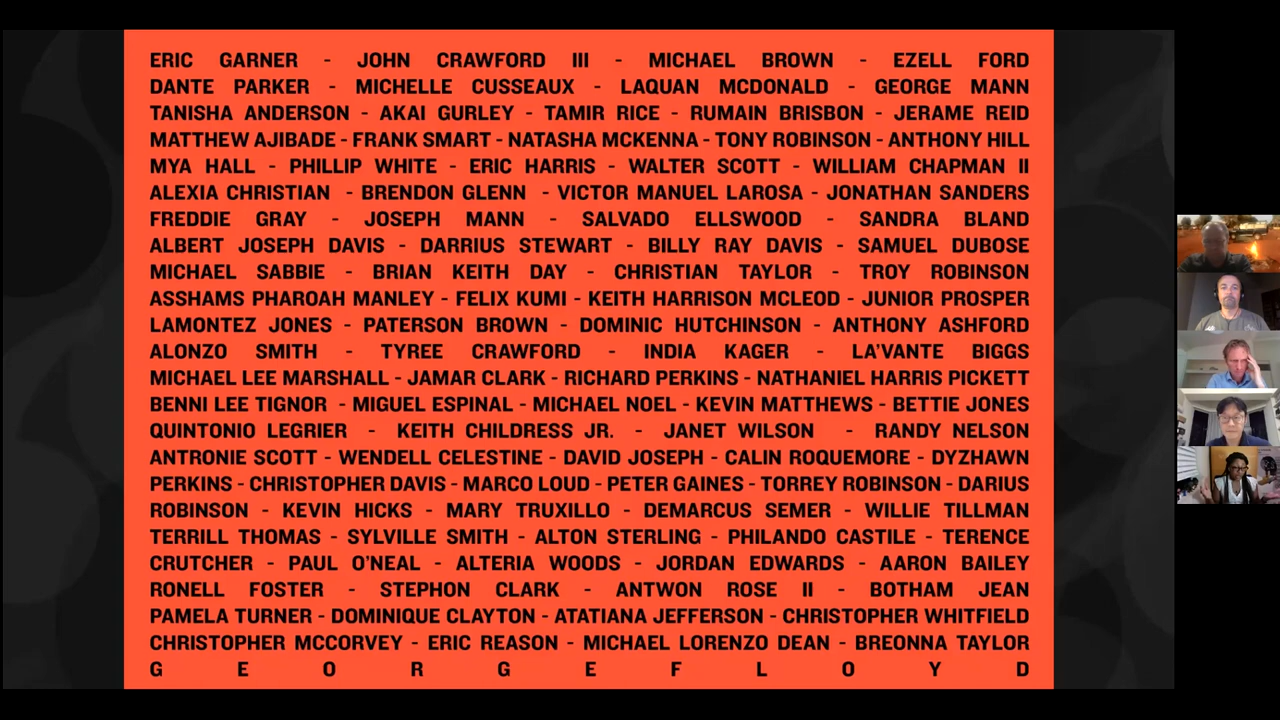 ERIC GARNER - JOHN CRAWFORD III - MICHAEL BROWN - EZELL FORD
DANTE PARKER - MICHELLE CUSSEAUX - LAQUAN MCDONALD - GEORGE MANN
TANISHA ANDERSON - AKAI GURLEY - TAMIR RICE - RUMAIN BRISBON - JERAME REID
MATTHEW AJIBADE - FRANK SMART - NATASHA MCKENNA - TONY ROBINSON - ANTHONY HILL
MYA HALL - PHILLIP WHITE - ERIC HARRIS - WALTER SCOTT - WILLIAM CHAPMAN II
ALEXIA CHRISTIAN - BRENDON GLENN - VICTOR MANUEL LAROSA - JONATHAN SANDERS
FREDDIE GRAY - JOSEPH MANN - SALVADO ELLSWOOD - SANDRA BLAND
ALBERT JOSEPH DAVIS - DARRIUS STEWART - BILLY RAY DAVIS - SAMUEL DUBOSE
MICHAEL SABBIE - BRIAN KEITH DAY - CHRISTIAN TAYLOR - TROY ROBINSON
ASSHAMS PHAROAH MANLEY - FELIX KUMI - KEITH HARRISON MCLEOD - JUNIOR PROSPER
LAMONTEZ JONES - PATERSON BROWN - DOMINIC HUTCHINSON - ANTHONY ASHFORD
ALONZO SMITH - TYREE CRAWFORD - INDIA KAGER - LA'VANTE BIGGS
MICHAEL LEE MARSHALL - JAMAR CLARK - RICHARD PERKINS - NATHANIEL HARRIS PICKETT
BENNI LEE TIGNOR - MIGUEL ESPINAL - MICHAEL NOEL - KEVIN MATTHEWS - BETTIE JONES
QUINTONIO LEGRIER - KEITH CHILDRESS JR. - JANET WILSON - RANDY NELSON
ANTRONIE SCOTT - WENDELL CELESTINE - DAVID JOSEPH - CALIN ROQUEMORE - DYZHAWN
PERKINS - CHRISTOPHER DAVIS - MARCO LOUD - PETER GAINES - TORREY ROBINSON - DARIUS
ROBINSON - KEVIN HICKS - MARY TRUXILLO - DEMARCUS SEMER - WILLIE TILLMAN
TERRILL THOMAS - SYLVILLE SMITH - ALTON STERLING - PHILANDO CASTILE - TERENCE
CRUTCHER - PAUL O'NEAL - ALTERIA WOODS - JORDAN EDWARDS - AARON BAILEY
RONELL FOSTER - STEPHON CLARK - ANTWON ROSE II - BOTHAM JEAN
PAMELA TURNER - DOMINIQUE CLAYTON - ATATIANA JEFFERSON - CHRISTOPHER WHITFIELD
CHRISTOPHER MCCORVEY - ERIC REASON - MICHAEL LORENZO DEAN - BREONNA TAYLOR
G E O R G E F L O Y D